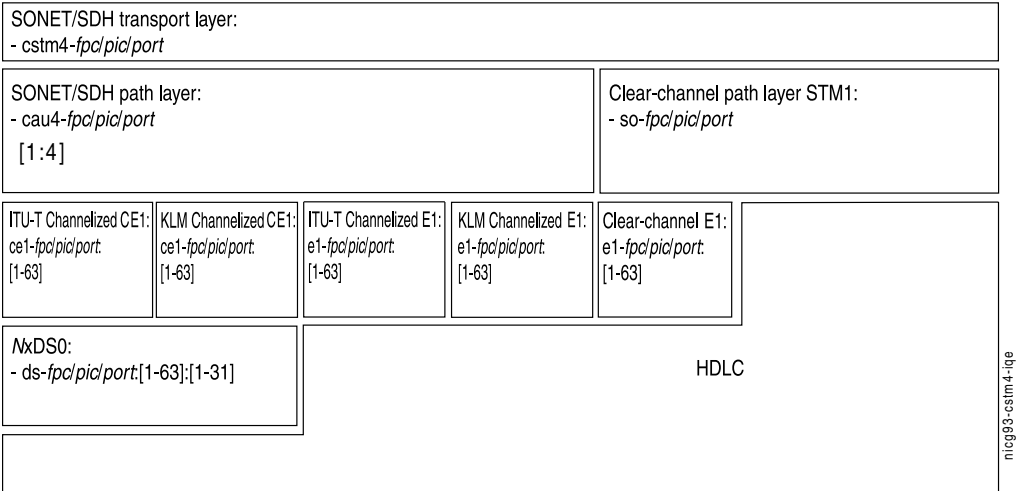 SONET/SDH transport layer:
- cstm4-fpc/pic/port
SONET/SDH path layer:
- cau4-fpc/pic/port
[1:4]
Clear-channel path layer STM1:
- so-fpc/pic/port
ITU-T Channelized CE1:
ce1-fpc/pic/port:
[1-63]
KLM Channelized CE1:
ce1-fpc/pic/port:
[1-63]
ITU-T Channelized E1:
e1-fpc/pic/port:
[1-63]
KLM Channelized E1:
e1-fpc/pic/port:
[1-63]
Clear-channel E1:
e1-fpc/pic/port:
[1-63]
NxDS0:
- ds-fpc/pic/port:[1-63]:[1-31]
HDLC
nicg93-cstm4-iqe